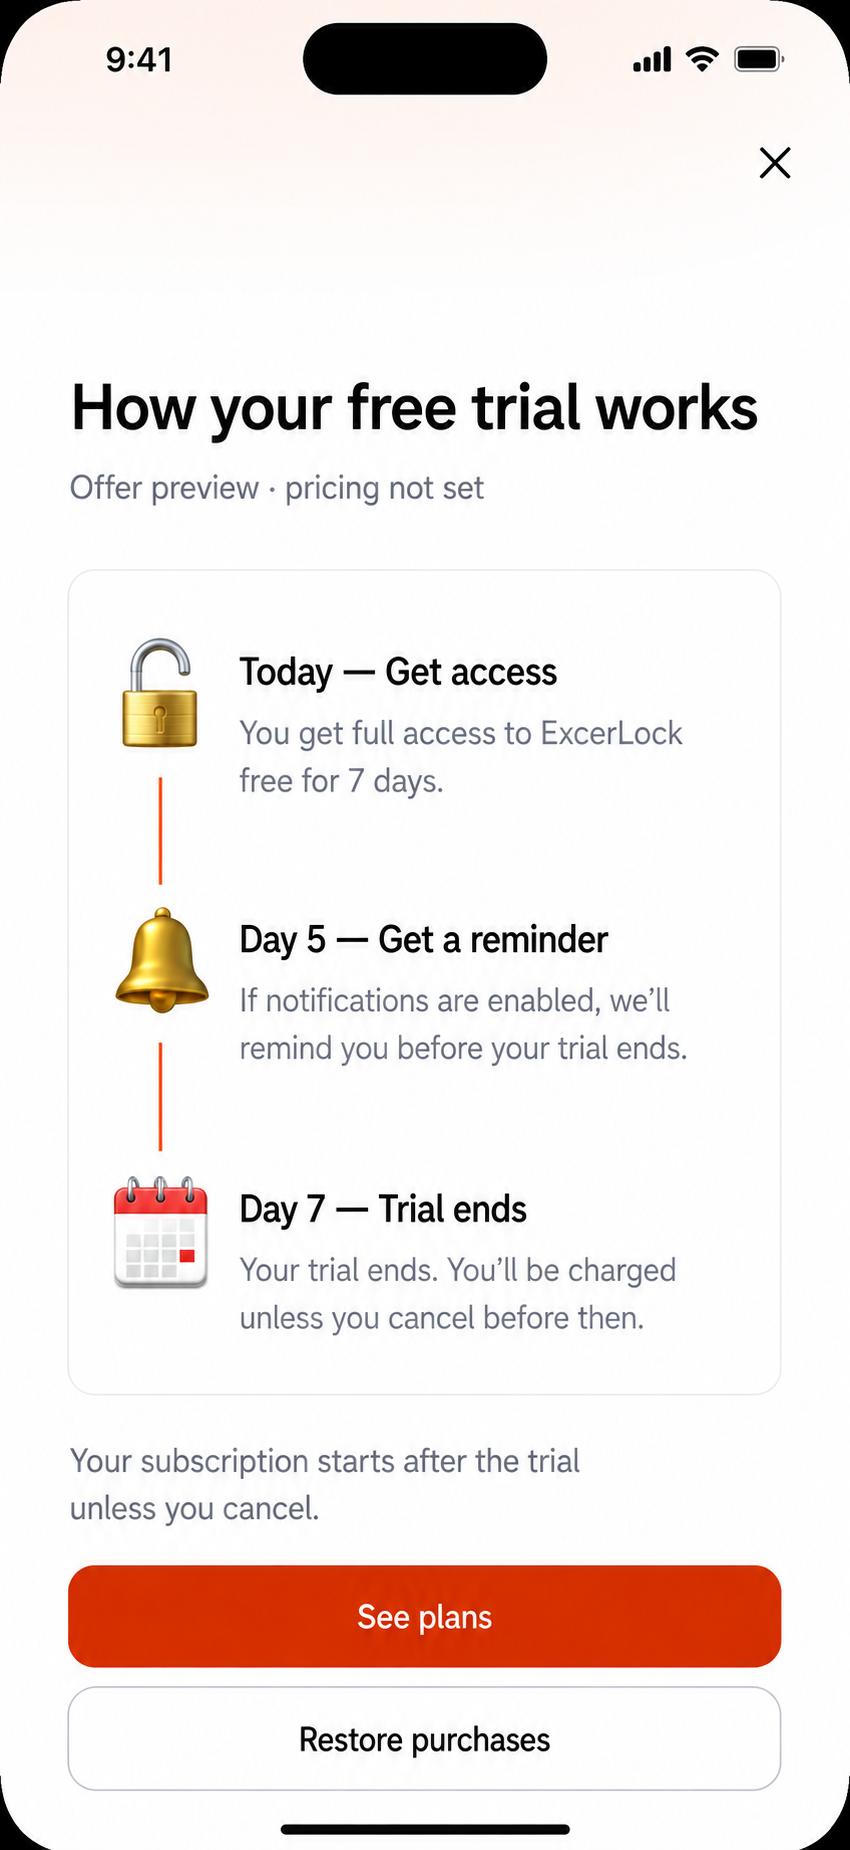 9:41
How your free trial works
Offer preview · pricing not set
Today — Get access
You get full access to ExcerLock
free for 7 days.
Day 5 — Get a reminder
If notifications are enabled, we’ll
remind you before your trial ends.
Day 7 — Trial ends
Your trial ends. You’ll be charged
unless you cancel before then.
Your subscription starts after the trial
unless you cancel.
See plans
Restore purchases